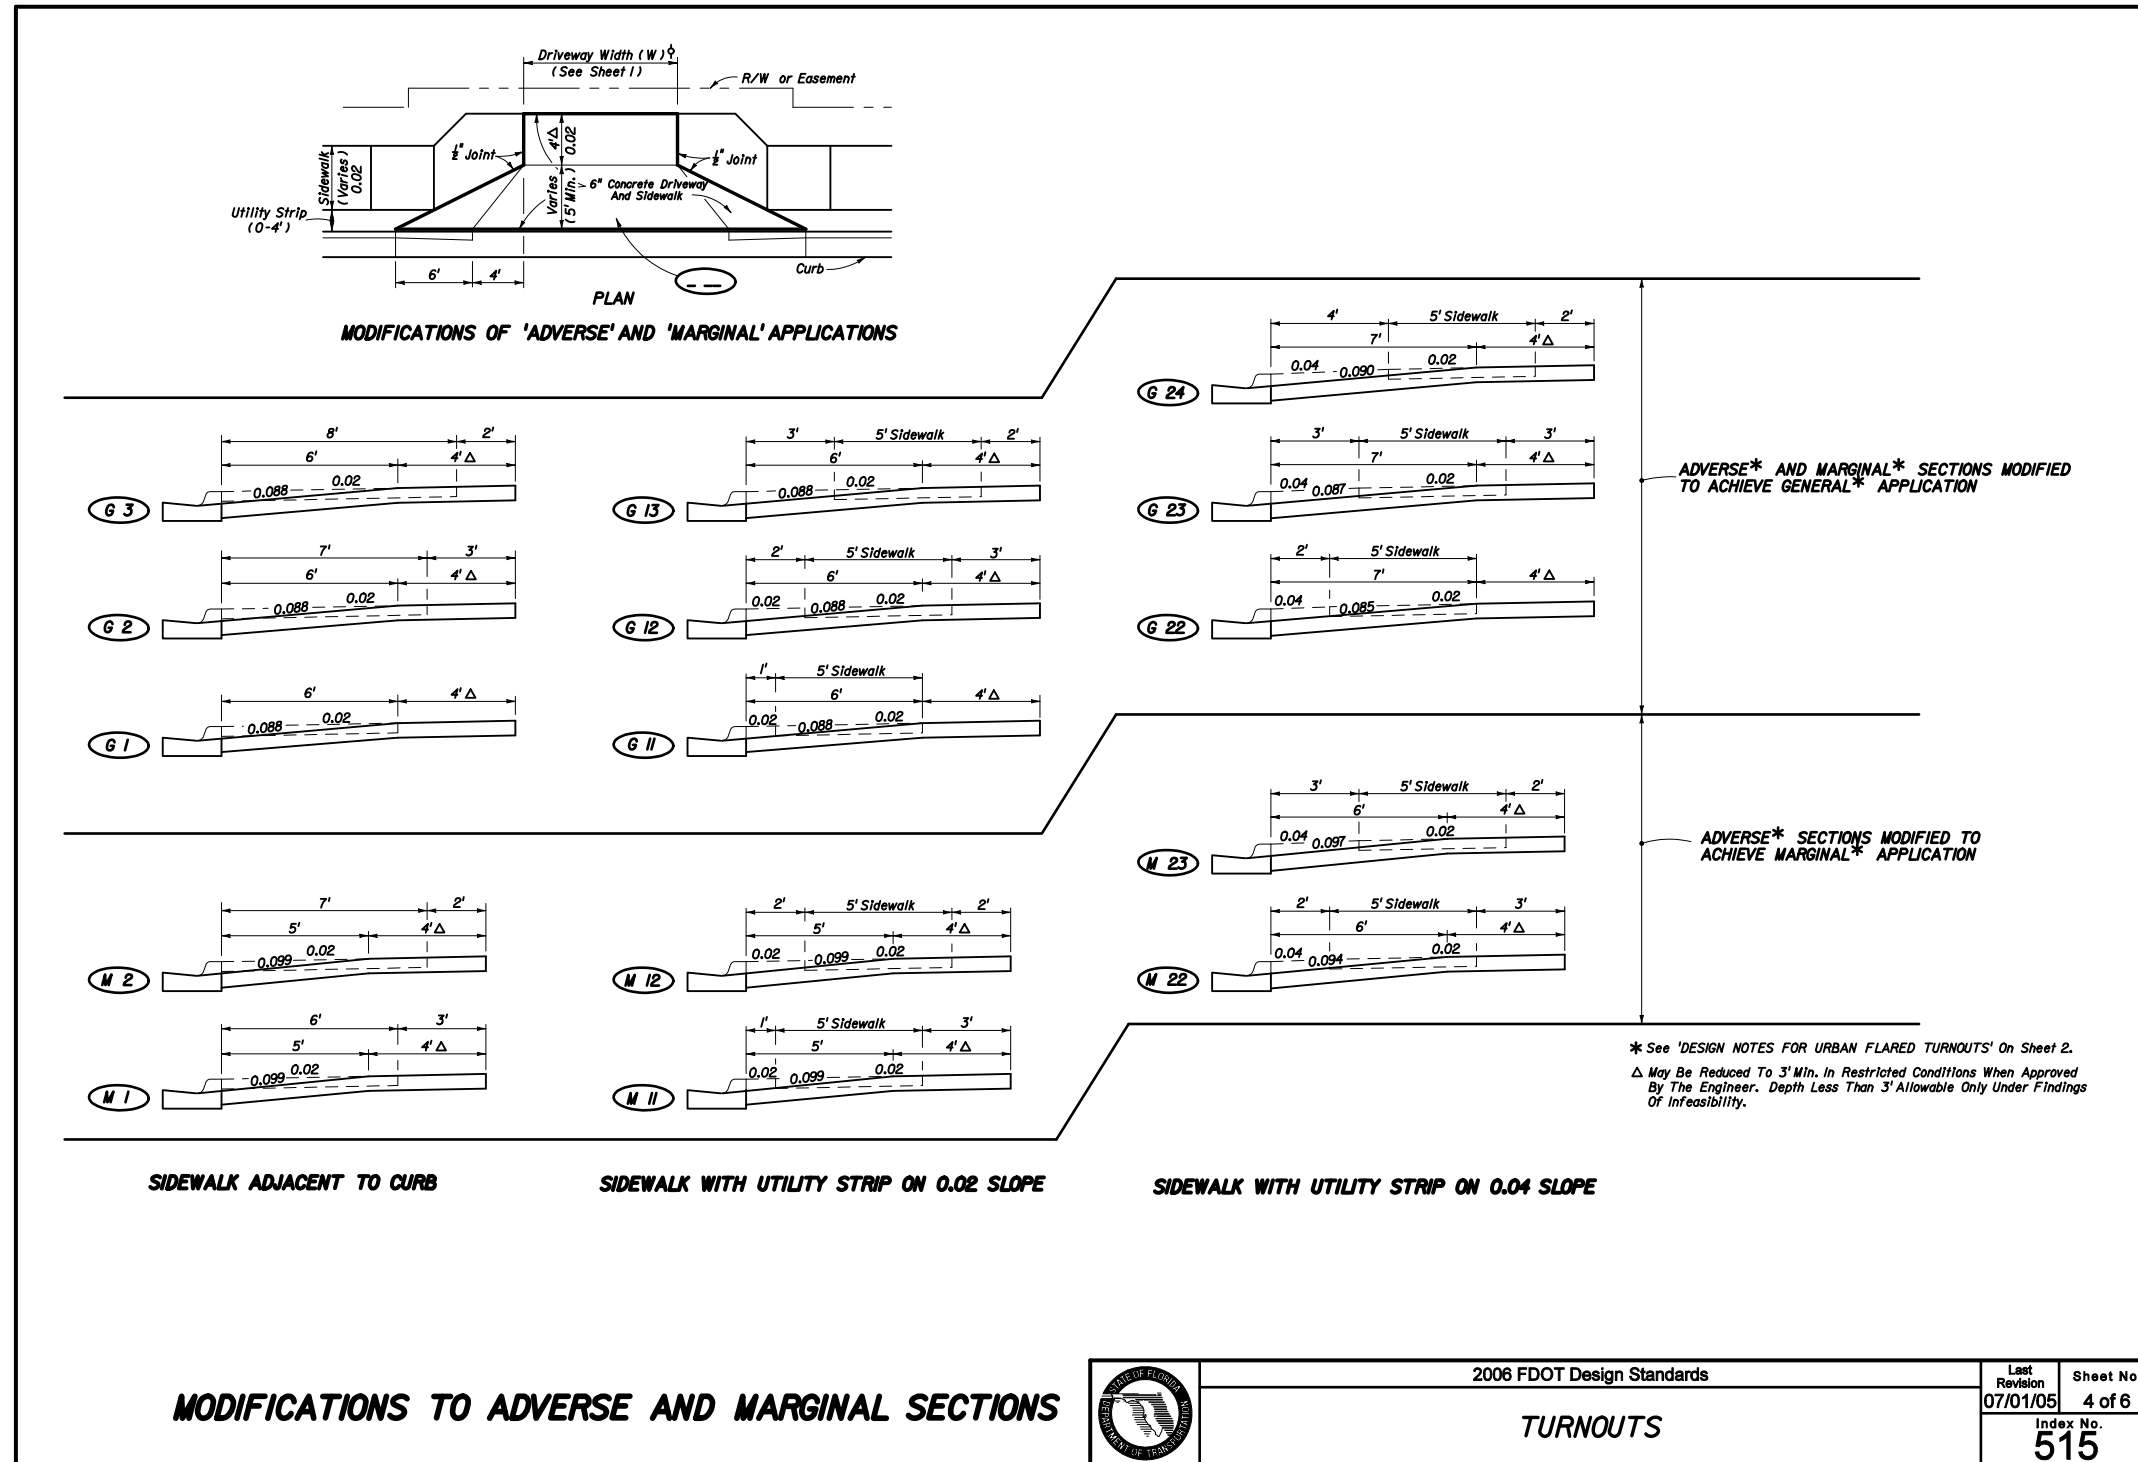 Driveway Width (W)
(See Sheet 1)
R/W or Easement
Sidewalk
(Varies)
0.02
1/2" Joint
4' Δ
0.02
1/2" Joint
Varies
(5' Min.)
6" Concrete Driveway
And Sidewalk
Utility Strip
(0-4')
6'
4'
Curb
PLAN
MODIFICATIONS OF 'ADVERSE' AND 'MARGINAL' APPLICATIONS
G 3
8'
2'
6'
4' Δ
0.088
0.02
G 2
7'
3'
6'
4' Δ
0.088
0.02
G 1
6'
4' Δ
0.088
0.02
M 2
7'
2'
5'
4' Δ
0.099
0.02
M 1
6'
3'
5'
4' Δ
0.099
0.02
SIDEWALK ADJACENT TO CURB
G 13
3'
5' Sidewalk
2'
6'
4' Δ
0.088
0.02
G 12
2'
5' Sidewalk
3'
6'
4' Δ
0.02
0.088
0.02
G 11
1'
5' Sidewalk
6'
4' Δ
0.02
0.088
0.02
M 12
2'
5' Sidewalk
2'
5'
4' Δ
0.02
0.099
0.02
M 11
1'
5' Sidewalk
3'
5'
4' Δ
0.02
0.099
0.02
SIDEWALK WITH UTILITY STRIP ON 0.02 SLOPE
G 24
4'
5' Sidewalk
2'
7'
4' Δ
0.04
0.090
0.02
G 23
3'
5' Sidewalk
3'
7'
4' Δ
0.04
0.087
0.02
G 22
2'
5' Sidewalk
7'
4' Δ
0.04
0.085
0.02
M 23
3'
5' Sidewalk
2'
6'
4' Δ
0.04
0.097
0.02
M 22
2'
5' Sidewalk
3'
6'
4' Δ
0.04
0.094
0.02
SIDEWALK WITH UTILITY STRIP ON 0.04 SLOPE
ADVERSE* AND MARGINAL* SECTIONS MODIFIED
TO ACHIEVE GENERAL* APPLICATION
ADVERSE* SECTIONS MODIFIED TO
ACHIEVE MARGINAL* APPLICATION
* See 'DESIGN NOTES FOR URBAN FLARED TURNOUTS' On Sheet 2.
Δ May Be Reduced To 3' Min. In Restricted Conditions When Approved
By The Engineer. Depth Less Than 3' Allowable Only Under Findings
Of Infeasibility.
MODIFICATIONS TO ADVERSE AND MARGINAL SECTIONS
STATE OF FLORIDA
DEPARTMENT OF TRANSPORTATION
2006 FDOT Design Standards
TURNOUTS
Last
Revision
07/01/05
Sheet No
4 of 6
Index No.
515